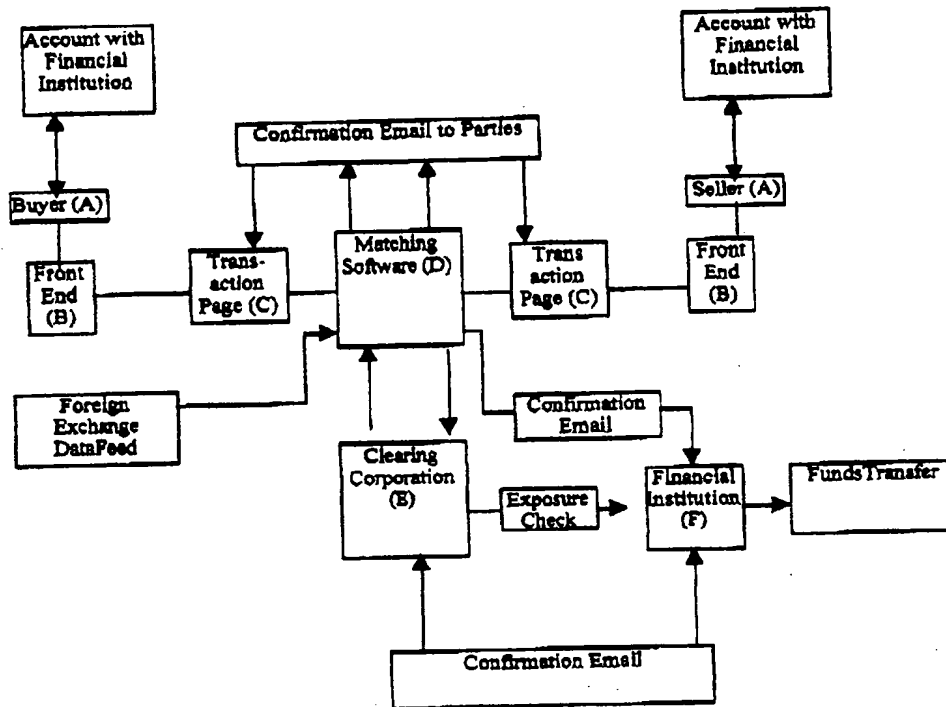 Account with
Financial
Institution
Account with
Financial
Institution
Confirmation Email to Parties
Buyer (A)
Seller (A)
Front
End
(B)
Trans-
action
Page (C)
Matching
Software (D)
Trans
action
Page (C)
Front
End
(B)
Foreign
Exchange
DataFeed
Confirmation
Email
Clearing
Corporation
(E)
Exposure
Check
Financial
Institution
(F)
FundsTransfer
Confirmation Email